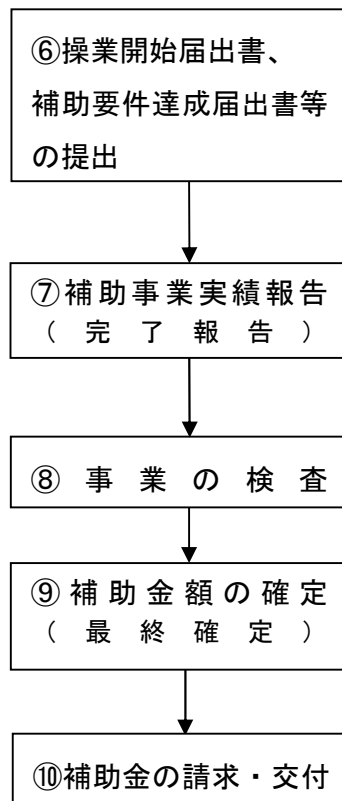 ⑥操業開始届出書、
補助要件達成届出書等
の提出
⑦補助事業実績報告
（完了報告）
⑧事業の検査
⑨補助金額の確定
（最終確定）
⑩補助金の請求・交付